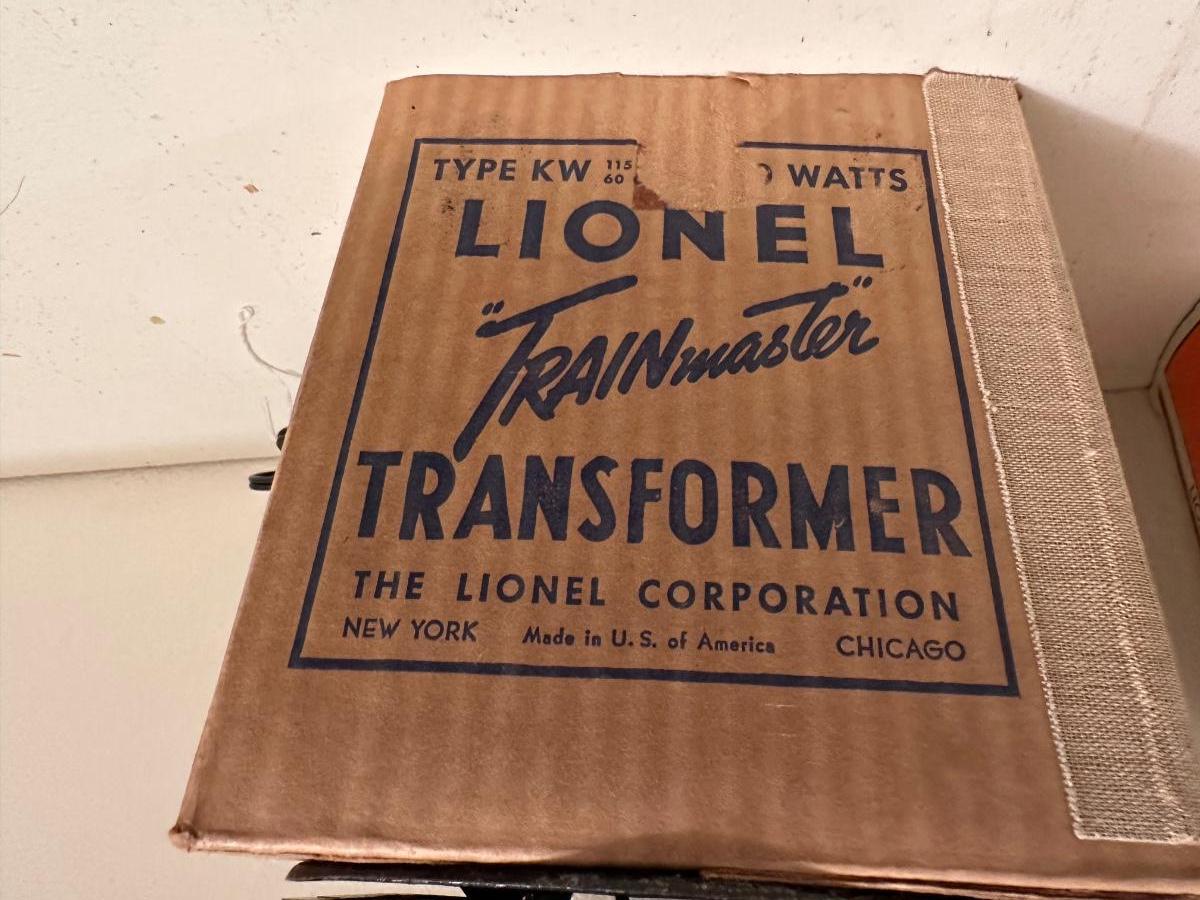 TYPE KW 115 WATTS
60
LIONEL
"TRAINmaster"
TRANSFORMER
THE LIONEL CORPORATION
NEW YORK Made in U. S. of America CHICAGO